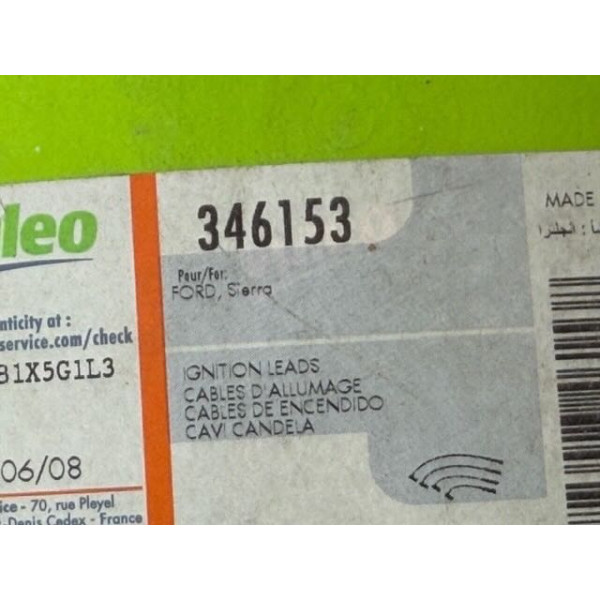 leo
nticity at :
service.com/check
B1X5G1L3
06/08
ice - 70, rue Pleyel
Denis Cedex - France
346153
Pour/For:
FORD, Sierra
IGNITION LEADS
CABLES D'ALLUMAGE
CABLES DE ENCENDIDO
CAVI CANDELA
MADE
: انجلترا